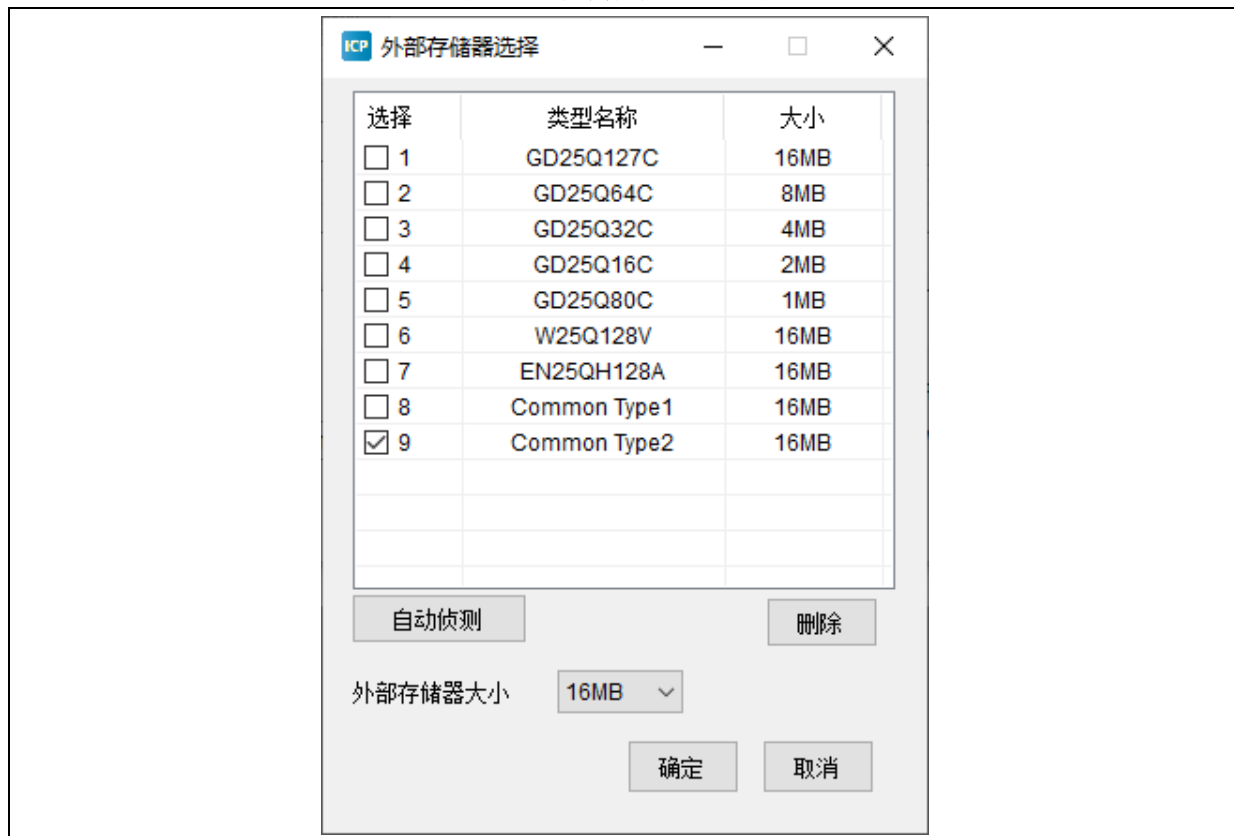 ICP 外部存储器选择
选择 类型名称 大小
1 GD25Q127C 16MB
2 GD25Q64C 8MB
3 GD25Q32C 4MB
4 GD25Q16C 2MB
5 GD25Q80C 1MB
6 W25Q128V 16MB
7 EN25QH128A 16MB
8 Common Type1 16MB
9 Common Type2 16MB
自动侦测 删除
外部存储器大小 16MB
确定 取消